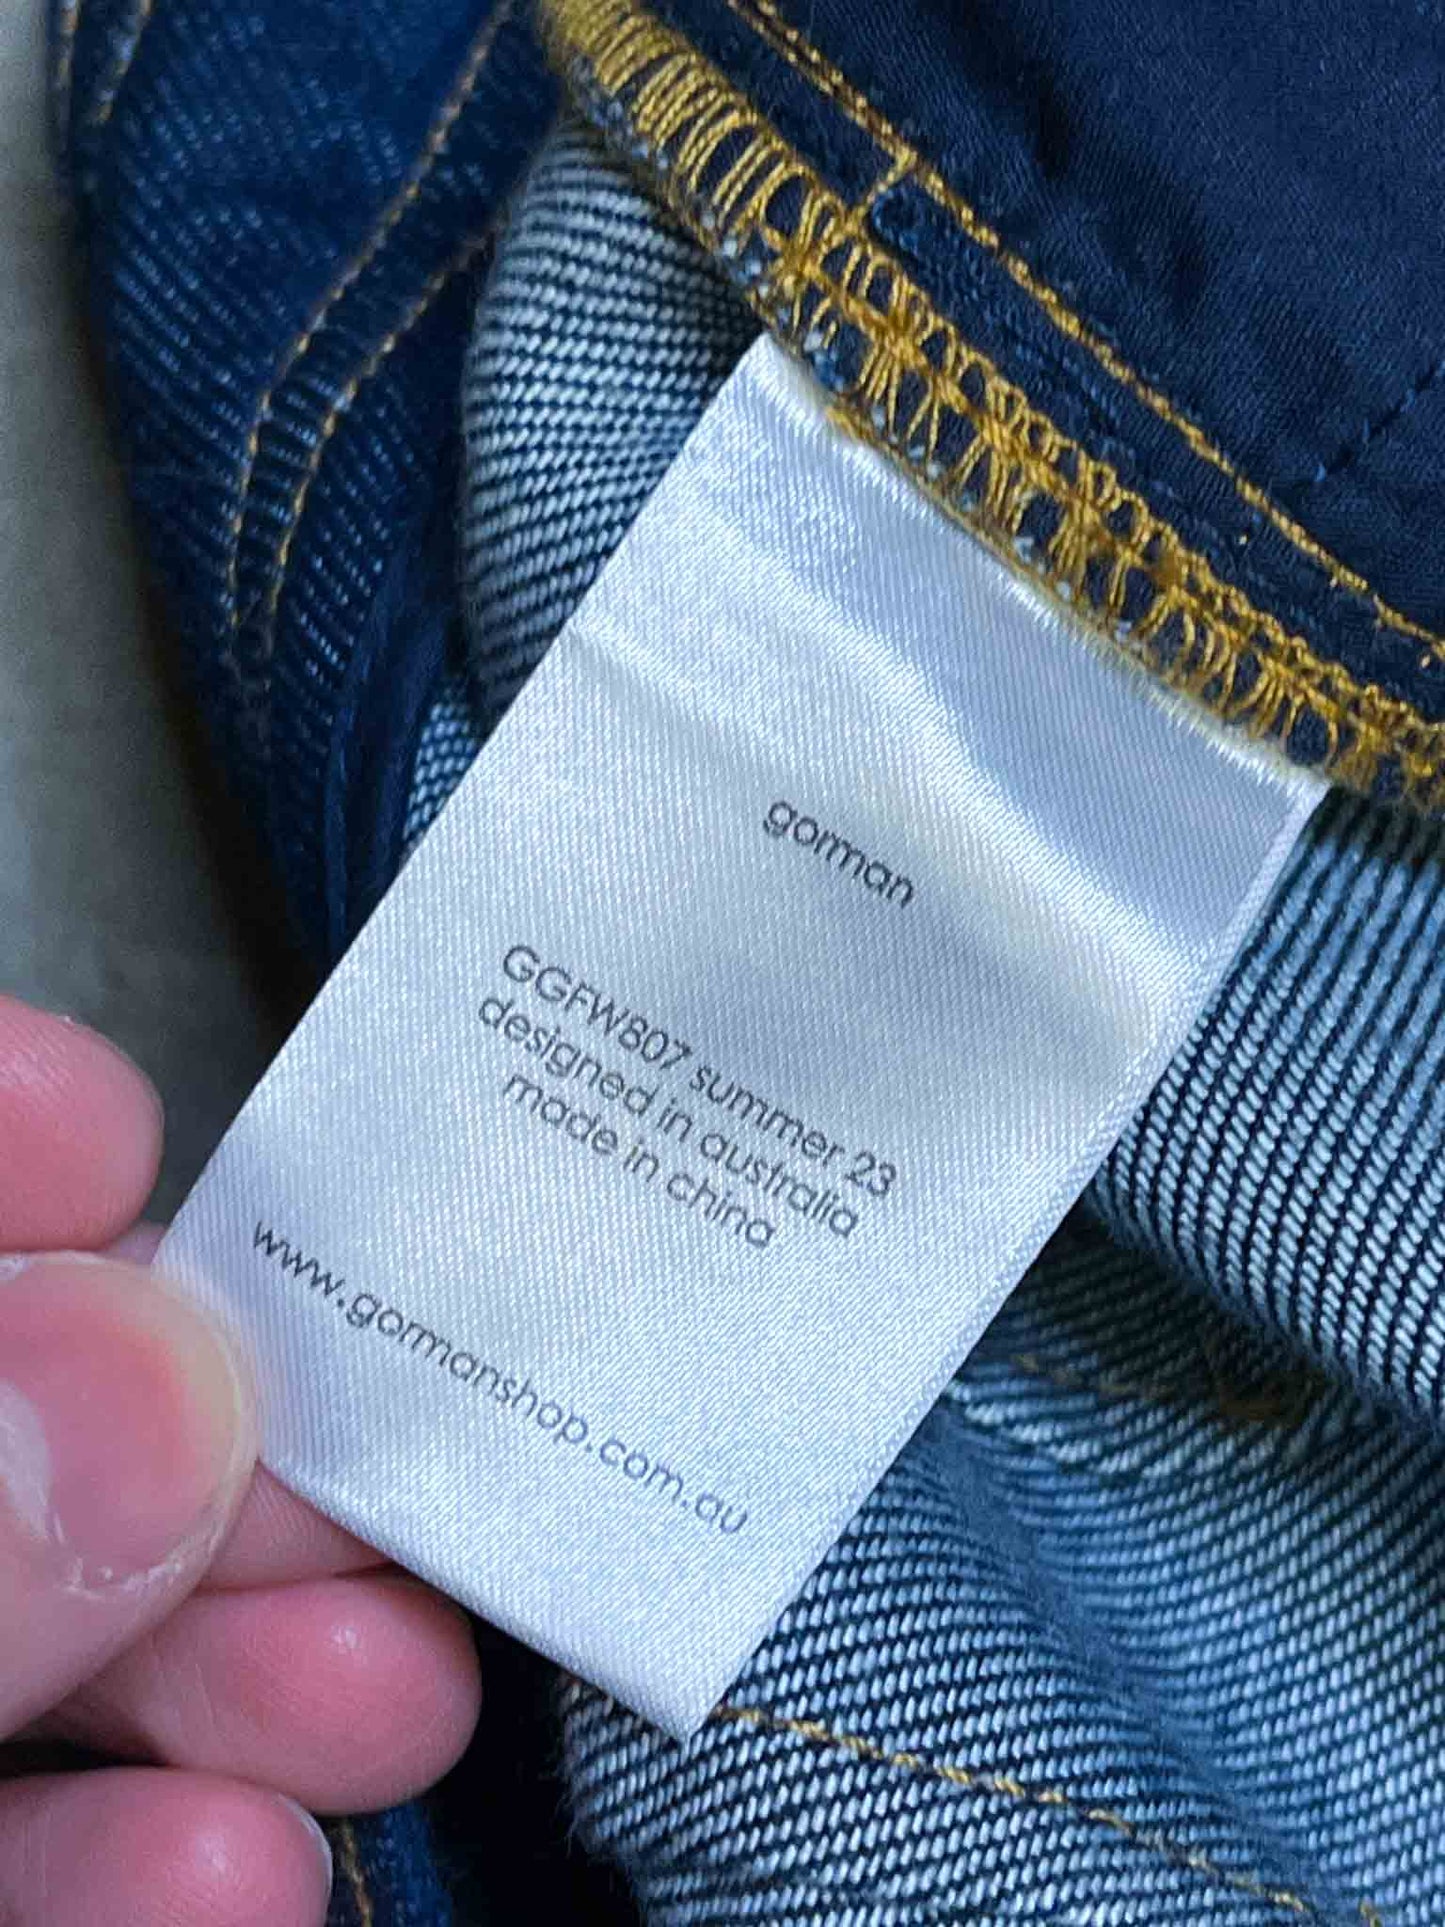 gorman
GGFW807 summer 23
designed in australia
made in china
www.gormanshop.com.au